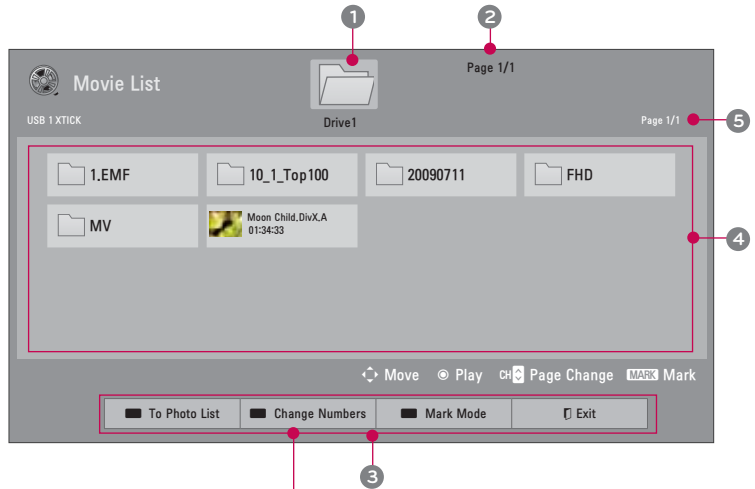 1
2
Page 1/1
Movie List
USB 1 XTICK
Drive1
Page 1/1
5
1.EMF
10_1_Top100
20090711
FHD
MV
Moon Child,DivX,A
01:34:33
4
Move
Play
CH Page Change
MARK Mark
To Photo List
Change Numbers
Mark Mode
Exit
3